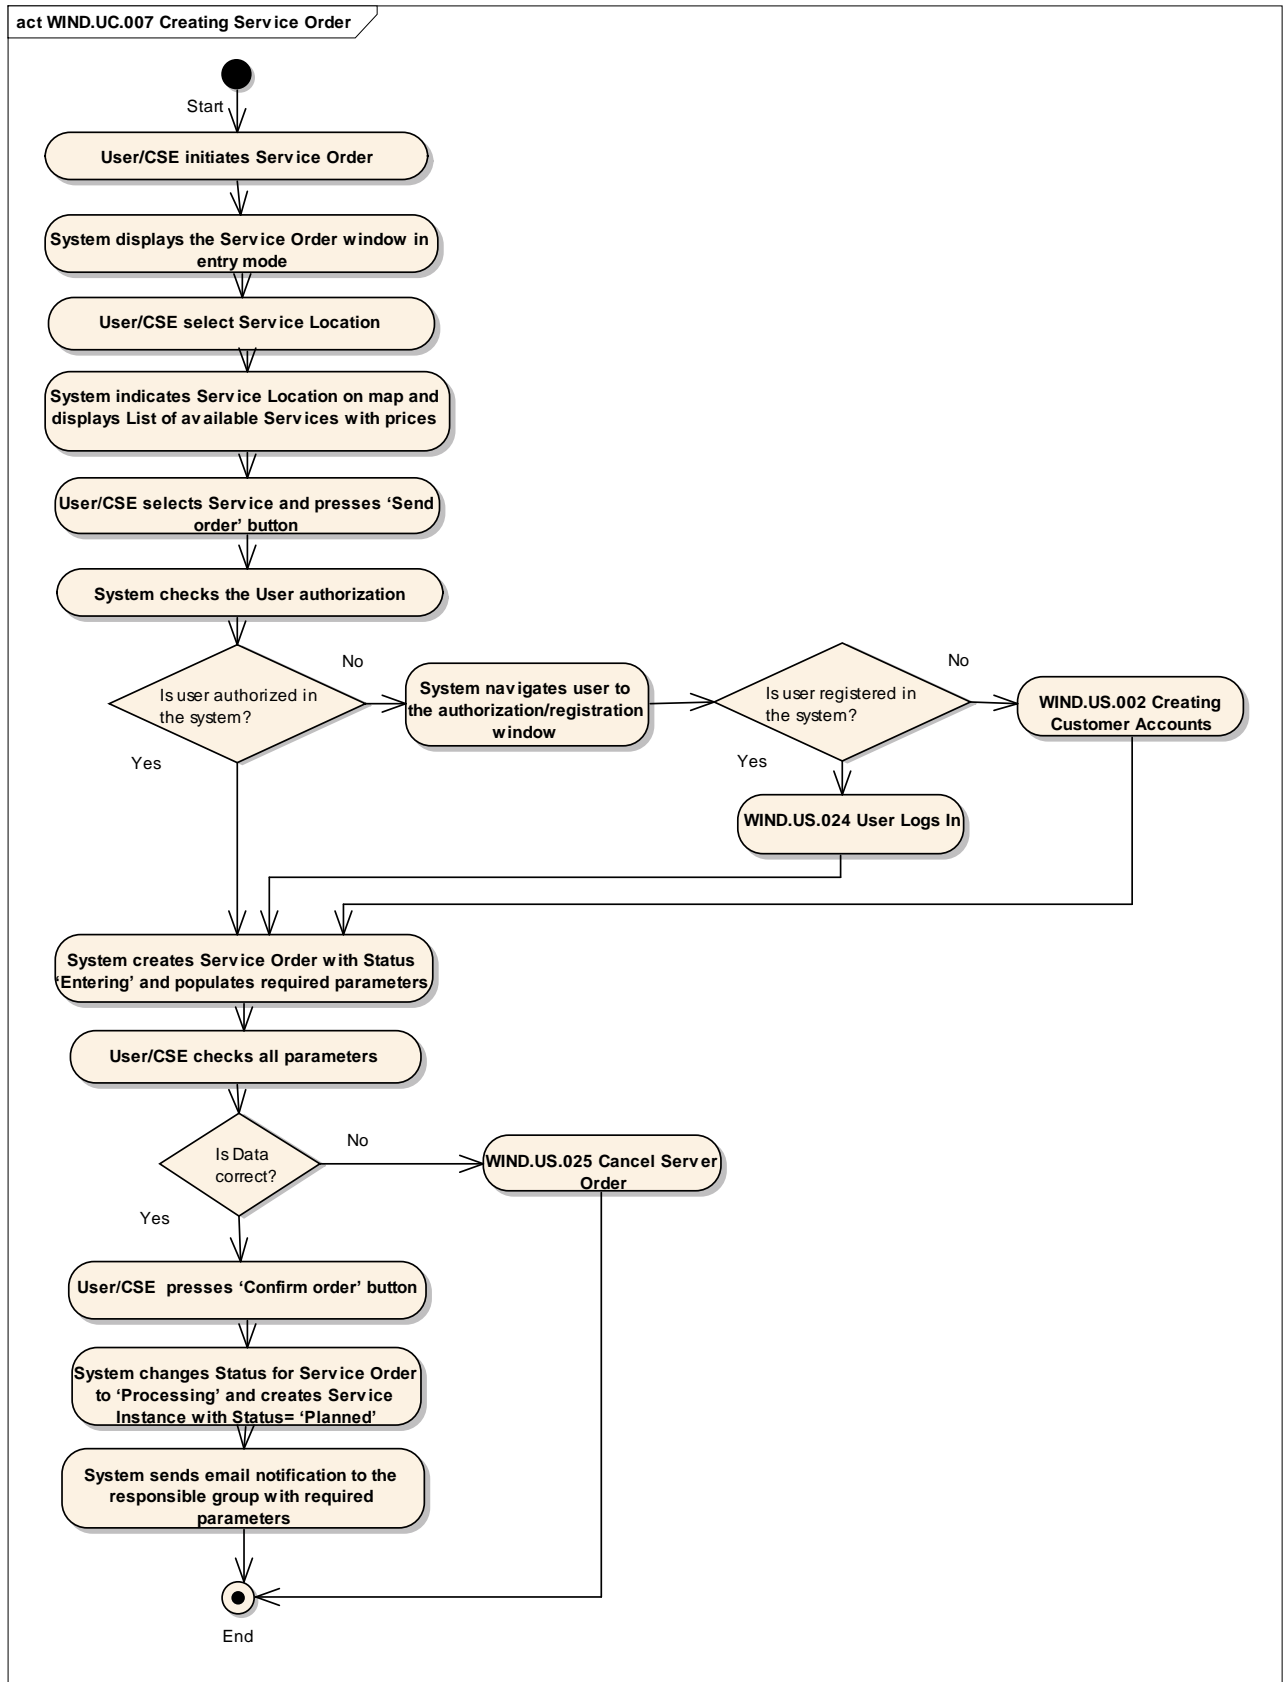 act WIND.UC.007 Creating Service Order
Start
User/CSE initiates Service Order
System displays the Service Order window in
entry mode
User/CSE select Service Location
System indicates Service Location on map and
displays List of available Services with prices
User/CSE selects Service and presses ‘Send
order’ button
System checks the User authorization
Is user authorized in
the system?
No
System navigates user to
the authorization/registration
window
Is user registered in
the system?
No
WIND.US.002 Creating
Customer Accounts
Yes
Yes
WIND.US.024 User Logs In
System creates Service Order with Status
‘Entering’ and populates required parameters
User/CSE checks all parameters
Is Data
correct?
No
WIND.US.025 Cancel Server
Order
Yes
User/CSE presses ‘Confirm order’ button
System changes Status for Service Order
to ‘Processing’ and creates Service
Instance with Status= ‘Planned’
System sends email notification to the
responsible group with required
parameters
End